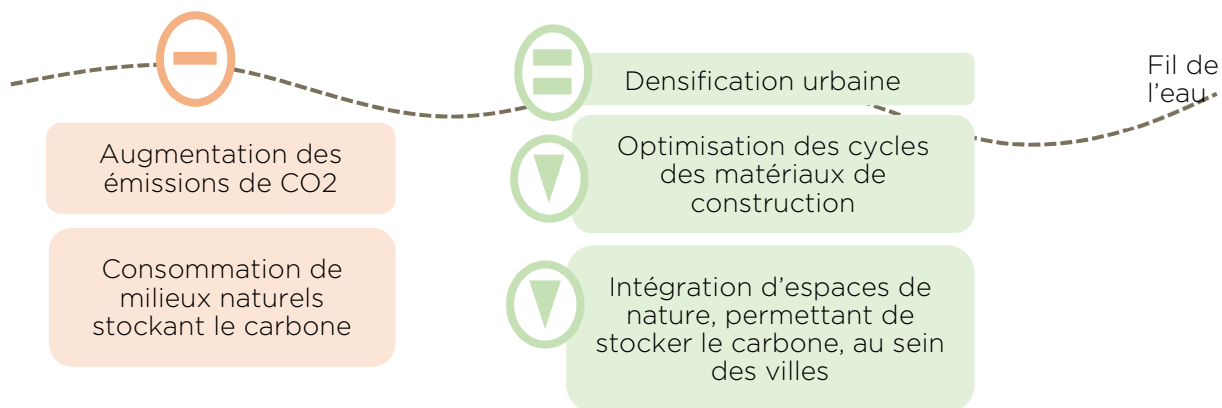 Augmentation des
émissions de CO2
Consommation de
milieux naturels
stockant le carbone
Densification urbaine
Optimisation des cycles
des matériaux de
construction
Intégration d’espaces de
nature, permettant de
stocker le carbone, au sein
des villes
Fil de
l’eau